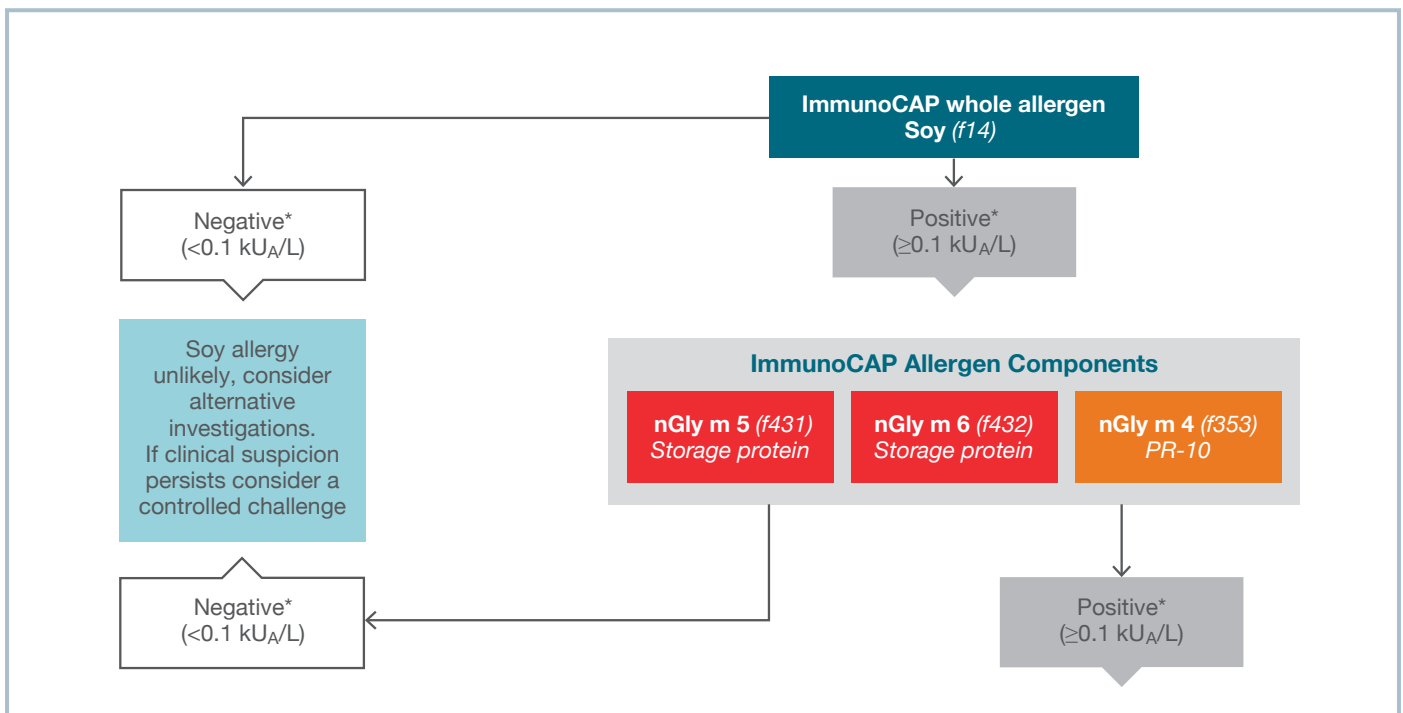 ImmunoCAP whole allergen
Soy (f14)
Negative*
(<0.1 kUA/L)
Positive*
(≥0.1 kUA/L)
Soy allergy
unlikely, consider
alternative
investigations.
If clinical suspicion
persists consider a
controlled challenge
ImmunoCAP Allergen Components
nGly m 5 (f431)
Storage protein
nGly m 6 (f432)
Storage protein
nGly m 4 (f353)
PR-10
Negative*
(<0.1 kUA/L)
Positive*
(≥0.1 kUA/L)